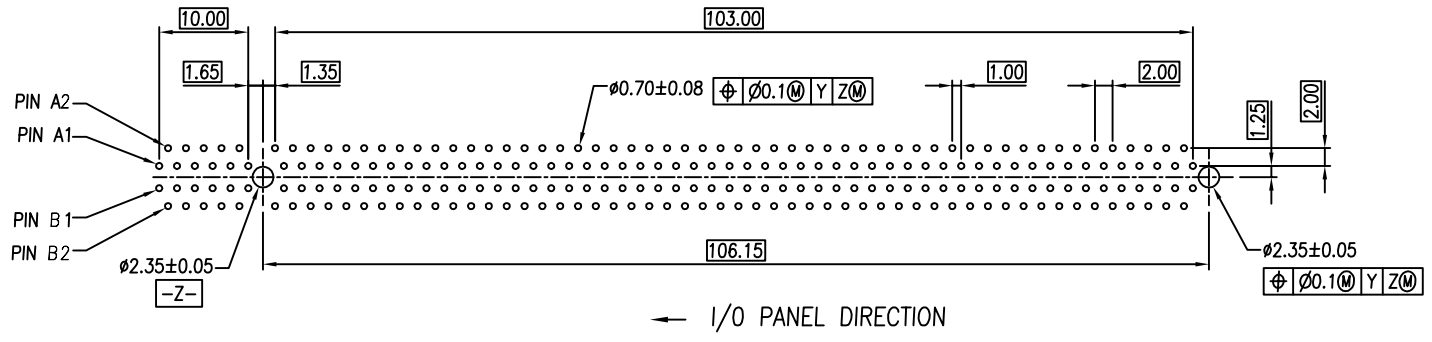 10.00
103.00
1.65
1.35
1.00
2.00
ø0.70±0.08 ⌖ Ø0.1Ⓜ Y ZⓂ
PIN A2
PIN A1
1.25
2.00
PIN B1
PIN B2
ø2.35±0.05
-Z-
106.15
ø2.35±0.05
⌖ Ø0.1Ⓜ Y ZⓂ
I/O PANEL DIRECTION